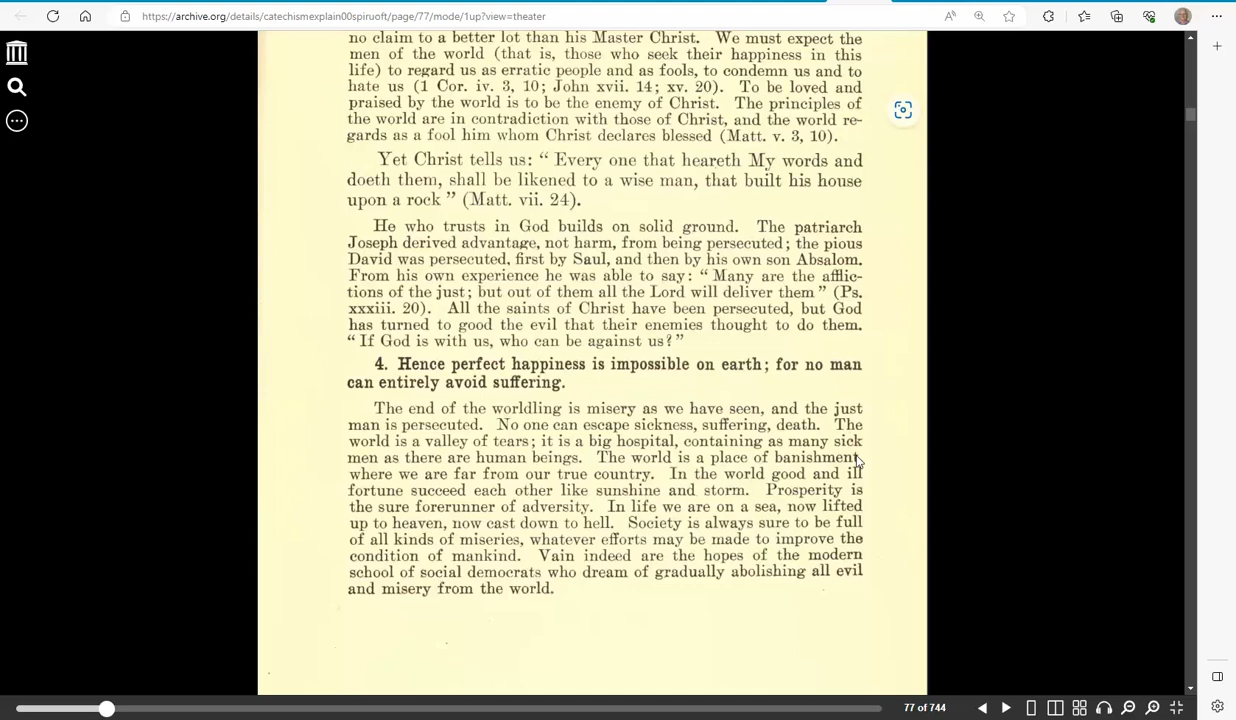 https://archive.org/details/catechismexplain00spiruoft/page/77/mode/1up?view=theater
no claim to a better lot than his Master Christ. We must expect the
men of the world (that is, those who seek their happiness in this
life) to regard us as erratic people and as fools, to condemn us and to
hate us (1 Cor. iv. 3, 10; John xvii. 14; xv. 20). To be loved and
praised by the world is to be the enemy of Christ. The principles of
the world are in contradiction with those of Christ, and the world re-
gards as a fool him whom Christ declares blessed (Matt. v. 3, 10).
Yet Christ tells us: “ Every one that heareth My words and
doeth them, shall be likened to a wise man, that built his house
upon a rock ” (Matt. vii. 24).
He who trusts in God builds on solid ground. The patriarch
Joseph derived advantage, not harm, from being persecuted; the pious
David was persecuted, first by Saul, and then by his own son Absalom.
From his own experience he was able to say: “ Many are the afflic-
tions of the just; but out of them all the Lord will deliver them ” (Ps.
xxxiii. 20). All the saints of Christ have been persecuted, but God
has turned to good the evil that their enemies thought to do them.
“ If God is with us, who can be against us? ”
4. Hence perfect happiness is impossible on earth; for no man
can entirely avoid suffering.
The end of the worldling is misery as we have seen, and the just
man is persecuted. No one can escape sickness, suffering, death. The
world is a valley of tears; it is a big hospital, containing as many sick
men as there are human beings. The world is a place of banishment
where we are far from our true country. In the world good and ill
fortune succeed each other like sunshine and storm. Prosperity is
the sure forerunner of adversity. In life we are on a sea, now lifted
up to heaven, now cast down to hell. Society is always sure to be full
of all kinds of miseries, whatever efforts may be made to improve the
condition of mankind. Vain indeed are the hopes of the modern
school of social democrats who dream of gradually abolishing all evil
and misery from the world.
77 of 744